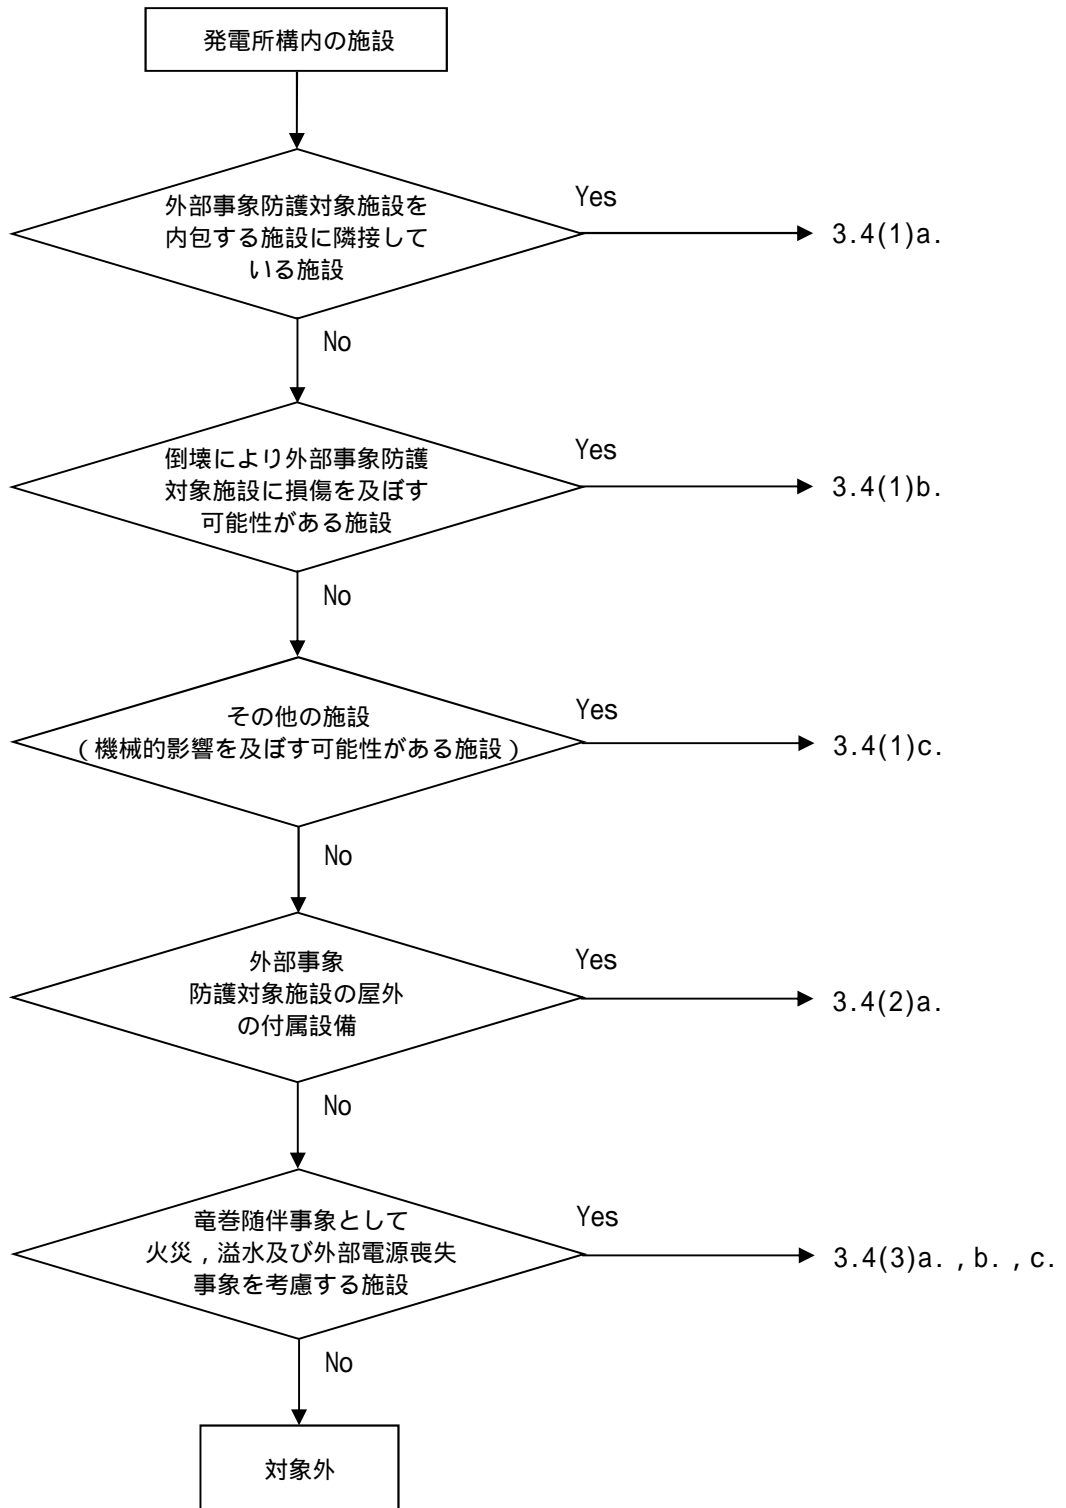 発電所構内の施設
外部事象防護対象施設を
内包する施設に隣接して
いる施設
Yes
3.4(1)a.
No
倒壊により外部事象防護
対象施設に損傷を及ぼす
可能性がある施設
Yes
3.4(1)b.
No
その他の施設
(機械的影響を及ぼす可能性がある施設)
Yes
3.4(1)c.
No
外部事象
防護対象施設の屋外
の付属設備
Yes
3.4(2)a.
No
竜巻随伴事象として
火災,溢水及び外部電源喪失
事象を考慮する施設
Yes
3.4(3)a.,b.,c.
No
対象外